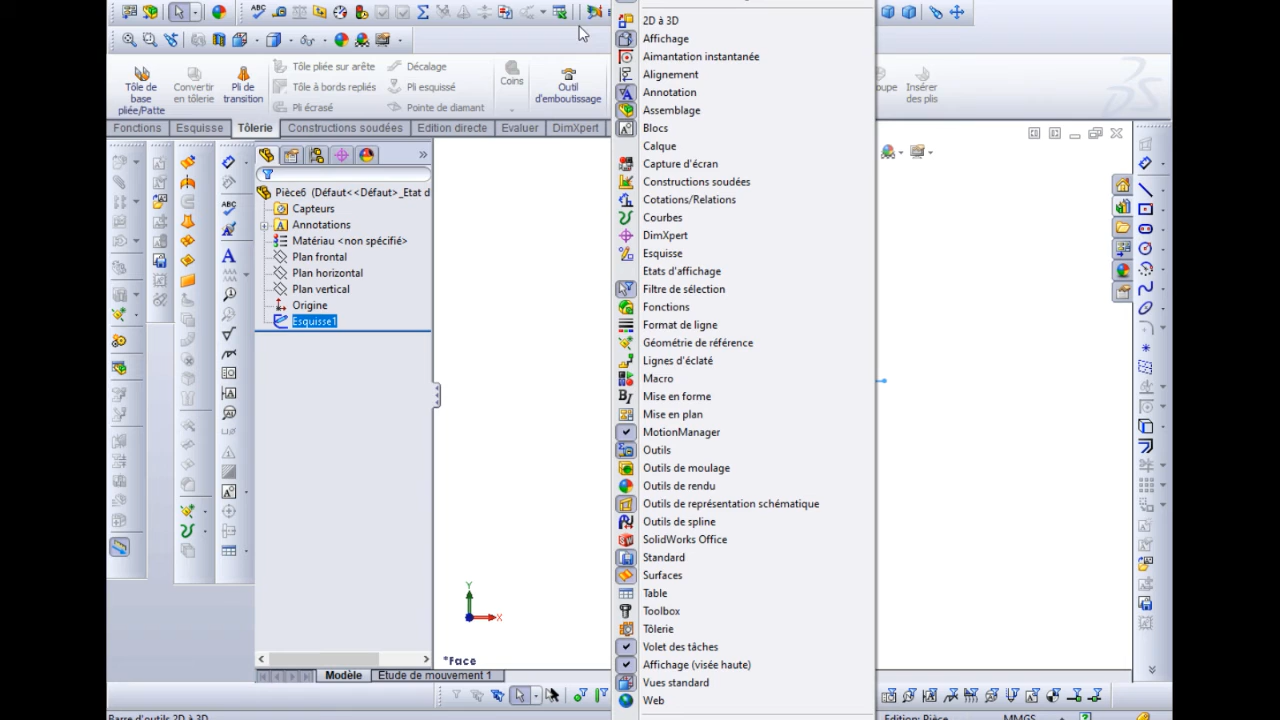 Tôle de
base
pliée/Patte
Convertir
en tôlerie
Pli de
transition
Tôle pliée sur arête
Tôle à bords repliés
Pli écrasé
Décalage
Pli esquissé
Pointe de diamant
Coins
Outil
d'emboutissage
Insérer
des plis
Fonctions
Esquisse
Tôlerie
Constructions soudées
Edition directe
Evaluer
DimXpert
Pièce6 (Défaut<<Défaut>_Etat d
Capteurs
Annotations
Matériau <non spécifié>
Plan frontal
Plan horizontal
Plan vertical
Origine
Esquisse1
2D à 3D
Affichage
Aimantation instantanée
Alignement
Annotation
Assemblage
Blocs
Calque
Capture d'écran
Constructions soudées
Cotations/Relations
Courbes
DimXpert
Esquisse
Etats d'affichage
Filtre de sélection
Fonctions
Format de ligne
Géométrie de référence
Lignes d'éclaté
Macro
Mise en forme
Mise en plan
MotionManager
Outils
Outils de moulage
Outils de rendu
Outils de représentation schématique
Outils de spline
SolidWorks Office
Standard
Surfaces
Table
Toolbox
Tôlerie
Volet des tâches
Affichage (visée haute)
Vues standard
Web
Y
X
*Face
Modèle
Etude de mouvement 1
Barre d'outils 2D à 3D
Edition: Pièce
MMGS